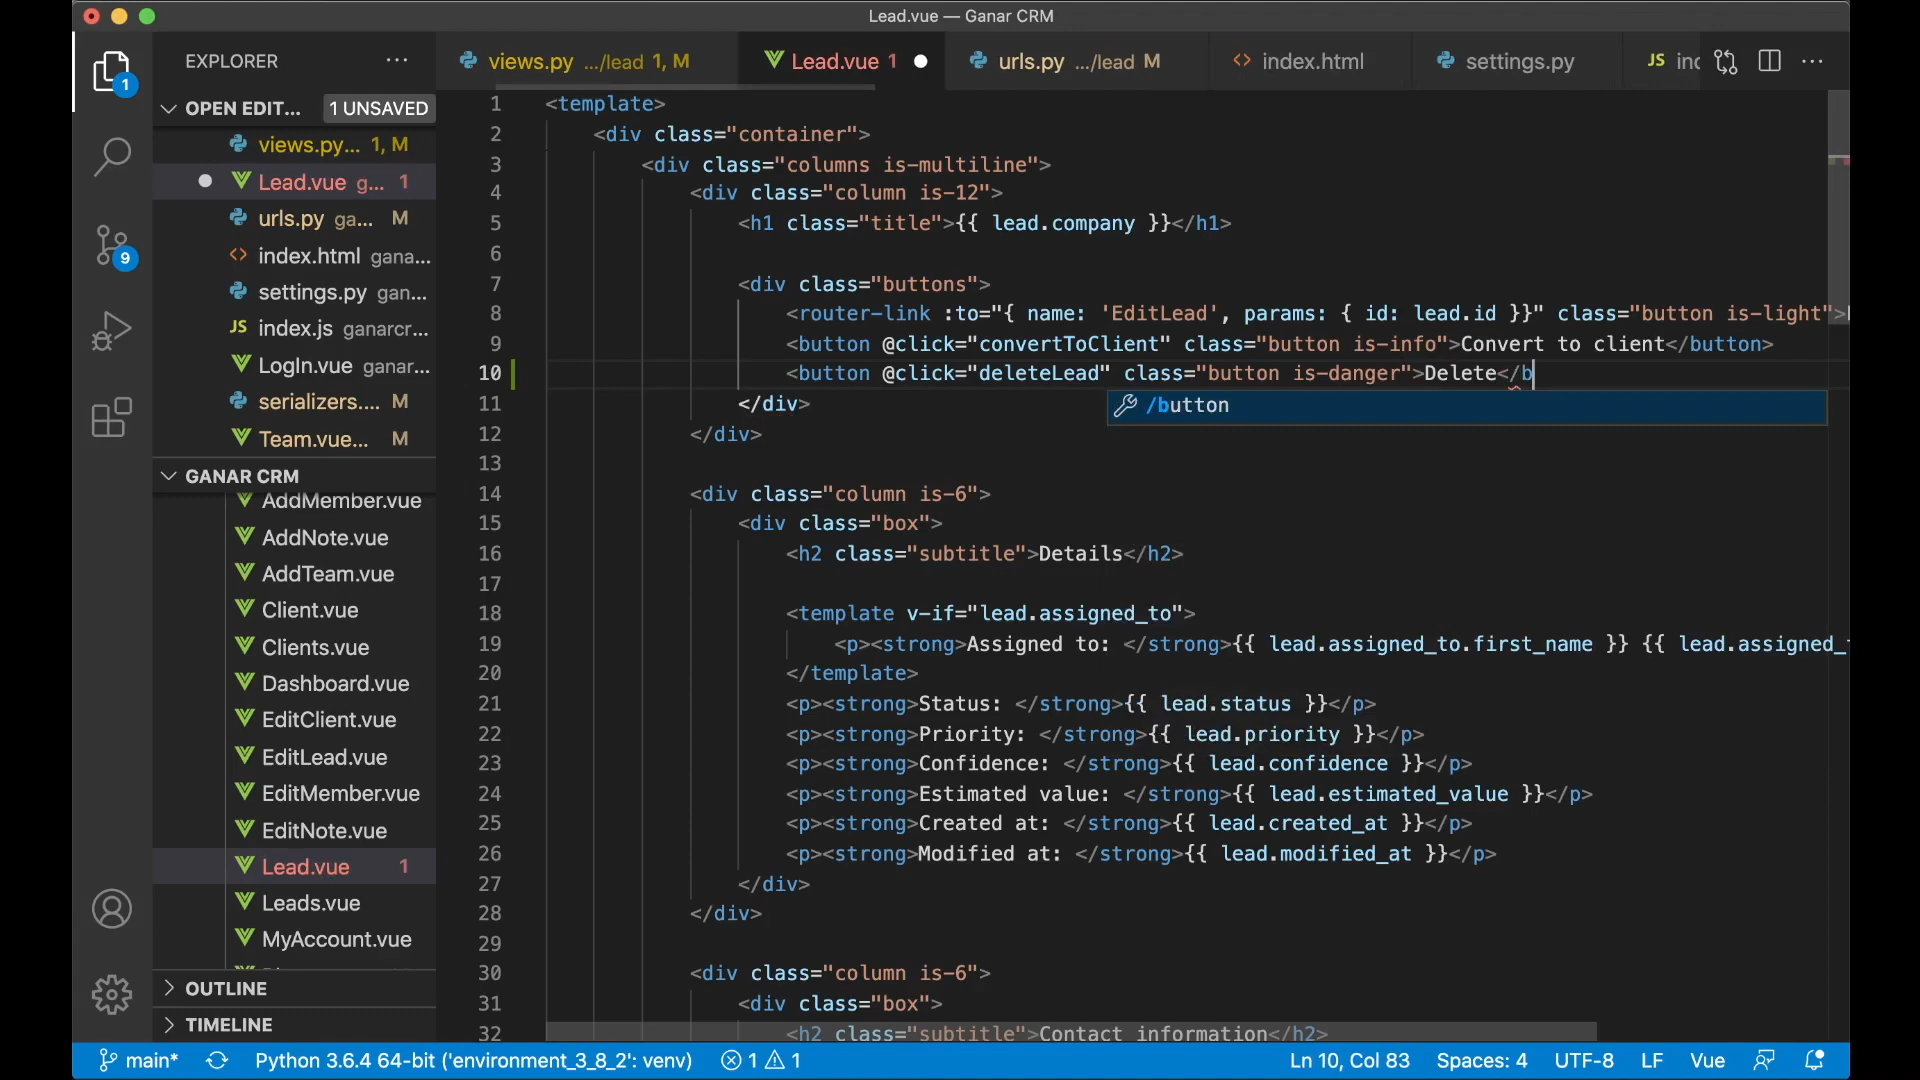 Lead.vue — Ganar CRM
EXPLORER
views.py .../lead 1, M
Lead.vue 1
urls.py .../lead M
index.html
settings.py
JS inc
OPEN EDIT... 1 UNSAVED
views.py... 1, M
Lead.vue g... 1
urls.py ga... M
index.html gana...
settings.py gan...
JS index.js ganarcr...
LogIn.vue ganar...
serializers.... M
Team.vue... M
GANAR CRM
AddMember.vue
AddNote.vue
AddTeam.vue
Client.vue
Clients.vue
Dashboard.vue
EditClient.vue
EditLead.vue
EditMember.vue
EditNote.vue
Lead.vue 1
Leads.vue
MyAccount.vue
OUTLINE
TIMELINE
1
9
1 <template>
2 <div class="container">
3 <div class="columns is-multiline">
4 <div class="column is-12">
5 <h1 class="title">{{ lead.company }}</h1>
6
7 <div class="buttons">
8 <router-link :to="{ name: 'EditLead', params: { id: lead.id }}" class="button is-light">
9 <button @click="convertToClient" class="button is-info">Convert to client</button>
10 <button @click="deleteLead" class="button is-danger">Delete</b
/button
11 </div>
12 </div>
13
14 <div class="column is-6">
15 <div class="box">
16 <h2 class="subtitle">Details</h2>
17
18 <template v-if="lead.assigned_to">
19 <p><strong>Assigned to: </strong>{{ lead.assigned_to.first_name }} {{ lead.assigned_
20 </template>
21 <p><strong>Status: </strong>{{ lead.status }}</p>
22 <p><strong>Priority: </strong>{{ lead.priority }}</p>
23 <p><strong>Confidence: </strong>{{ lead.confidence }}</p>
24 <p><strong>Estimated value: </strong>{{ lead.estimated_value }}</p>
25 <p><strong>Created at: </strong>{{ lead.created_at }}</p>
26 <p><strong>Modified at: </strong>{{ lead.modified_at }}</p>
27 </div>
28 </div>
29
30 <div class="column is-6">
31 <div class="box">
32 <h2 class="subtitle">Contact information</h2>
main* Python 3.6.4 64-bit ('environment_3_8_2': venv) 1 1 Ln 10, Col 83 Spaces: 4 UTF-8 LF Vue